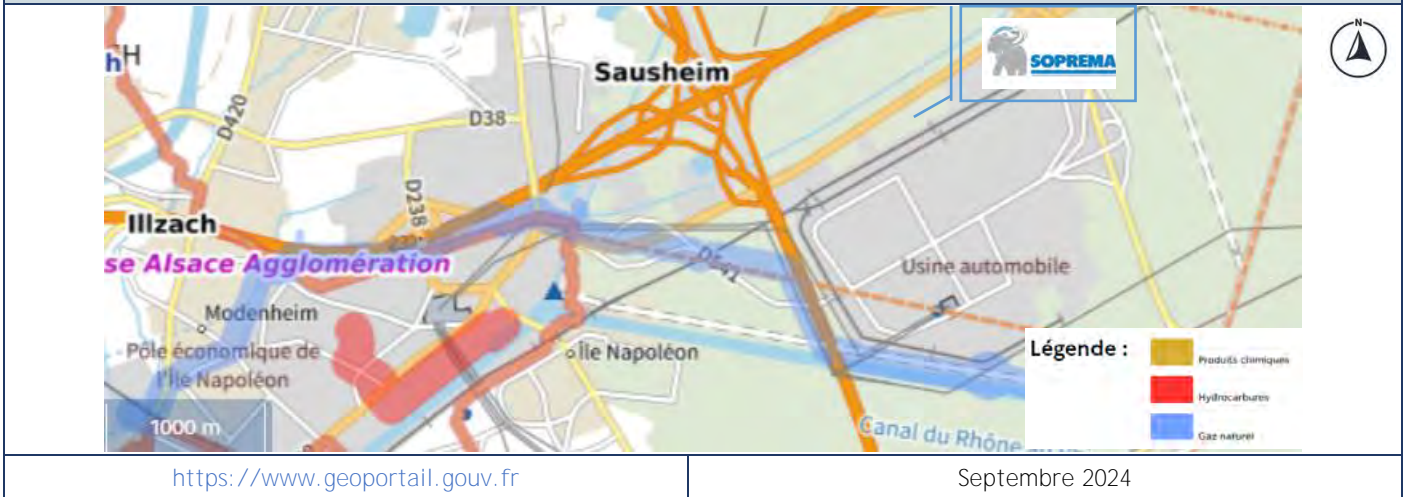 N
SOPREMA
hH
Sausheim
D420
D38
D238
Illzach
se Alsace Agglomération
Usine automobile
Modenheim
Pôle économique de
l'Île Napoléon
Île Napoléon
Légende :
Produits chimiques
Hydrocarbures
Gaz naturel
1000 m
Canal du Rhône
https://www.geoportail.gouv.fr
Septembre 2024